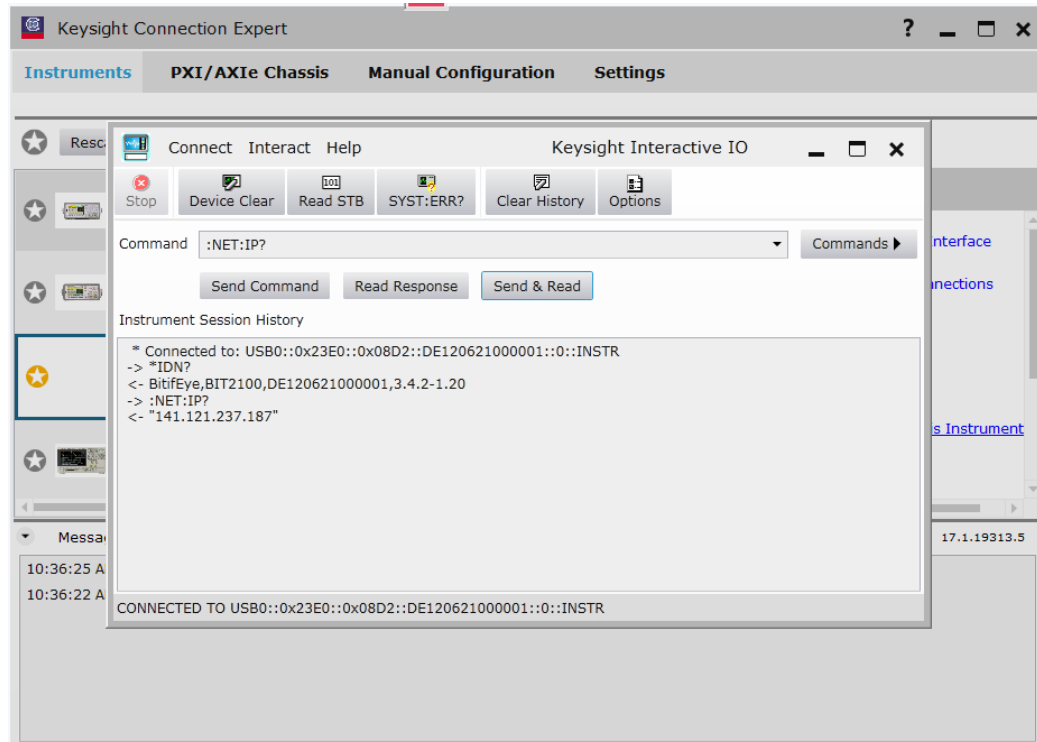 Keysight Connection Expert
Instruments PXI/AXIe Chassis Manual Configuration Settings
Resc
Connect Interact Help Keysight Interactive IO
Stop Device Clear Read STB SYST:ERR? Clear History Options
Command :NET:IP? Commands
nterface
Send Command Read Response Send & Read
nnections
Instrument Session History
* Connected to: USB0::0x23E0::0x08D2::DE120621000001::0::INSTR
-> *IDN?
<- BitifEye,BIT2100,DE120621000001,3.4.2-1.20
-> :NET:IP?
<- "141.121.237.187"
s Instrument
Messa 17.1.19313.5
10:36:25 A
10:36:22 A
CONNECTED TO USB0::0x23E0::0x08D2::DE120621000001::0::INSTR